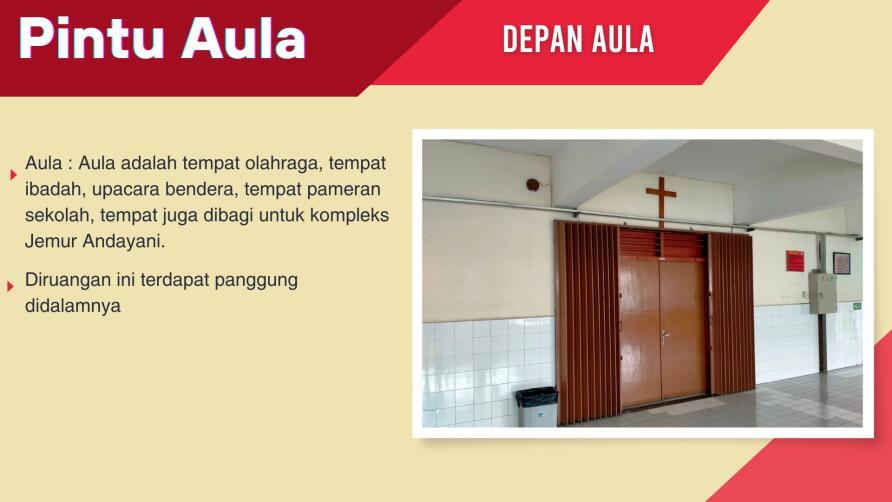 Pintu Aula
DEPAN AULA
Aula : Aula adalah tempat olahraga, tempat
ibadah, upacara bendera, tempat pameran
sekolah, tempat juga dibagi untuk kompleks
Jemur Andayani.
Diruangan ini terdapat panggung
didalamnya